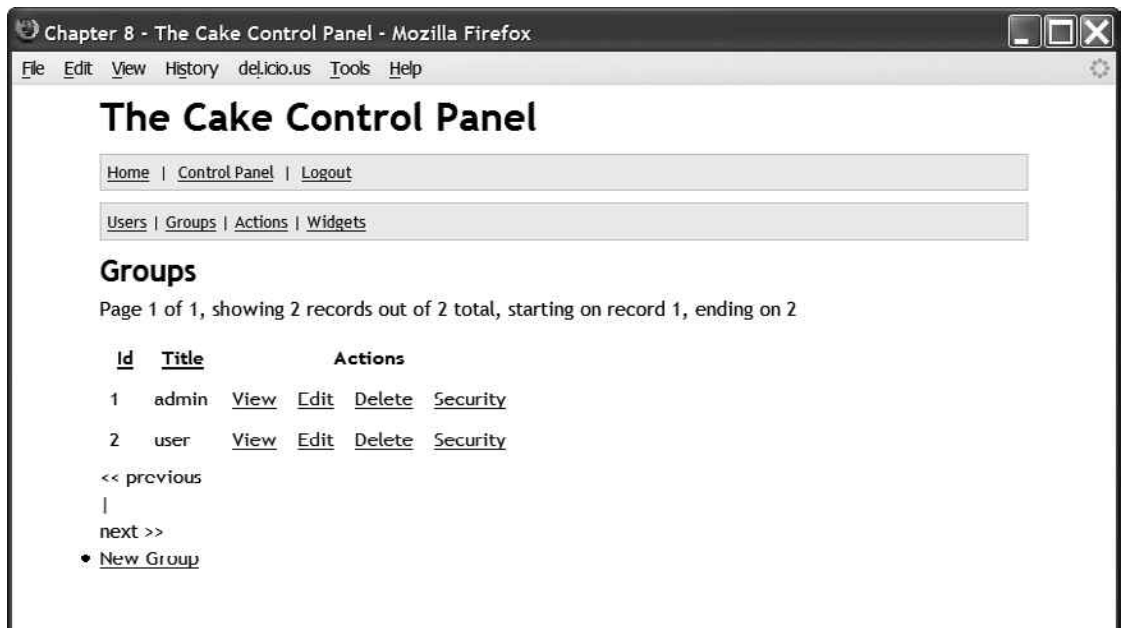 Chapter 8 - The Cake Control Panel - Mozilla Firefox
File Edit View History del.icio.us Tools Help
The Cake Control Panel
Home | Control Panel | Logout
Users | Groups | Actions | Widgets
Groups
Page 1 of 1, showing 2 records out of 2 total, starting on record 1, ending on 2
Id Title Actions
1 admin View Edit Delete Security
2 user View Edit Delete Security
<< previous
|
next >>
• New Group